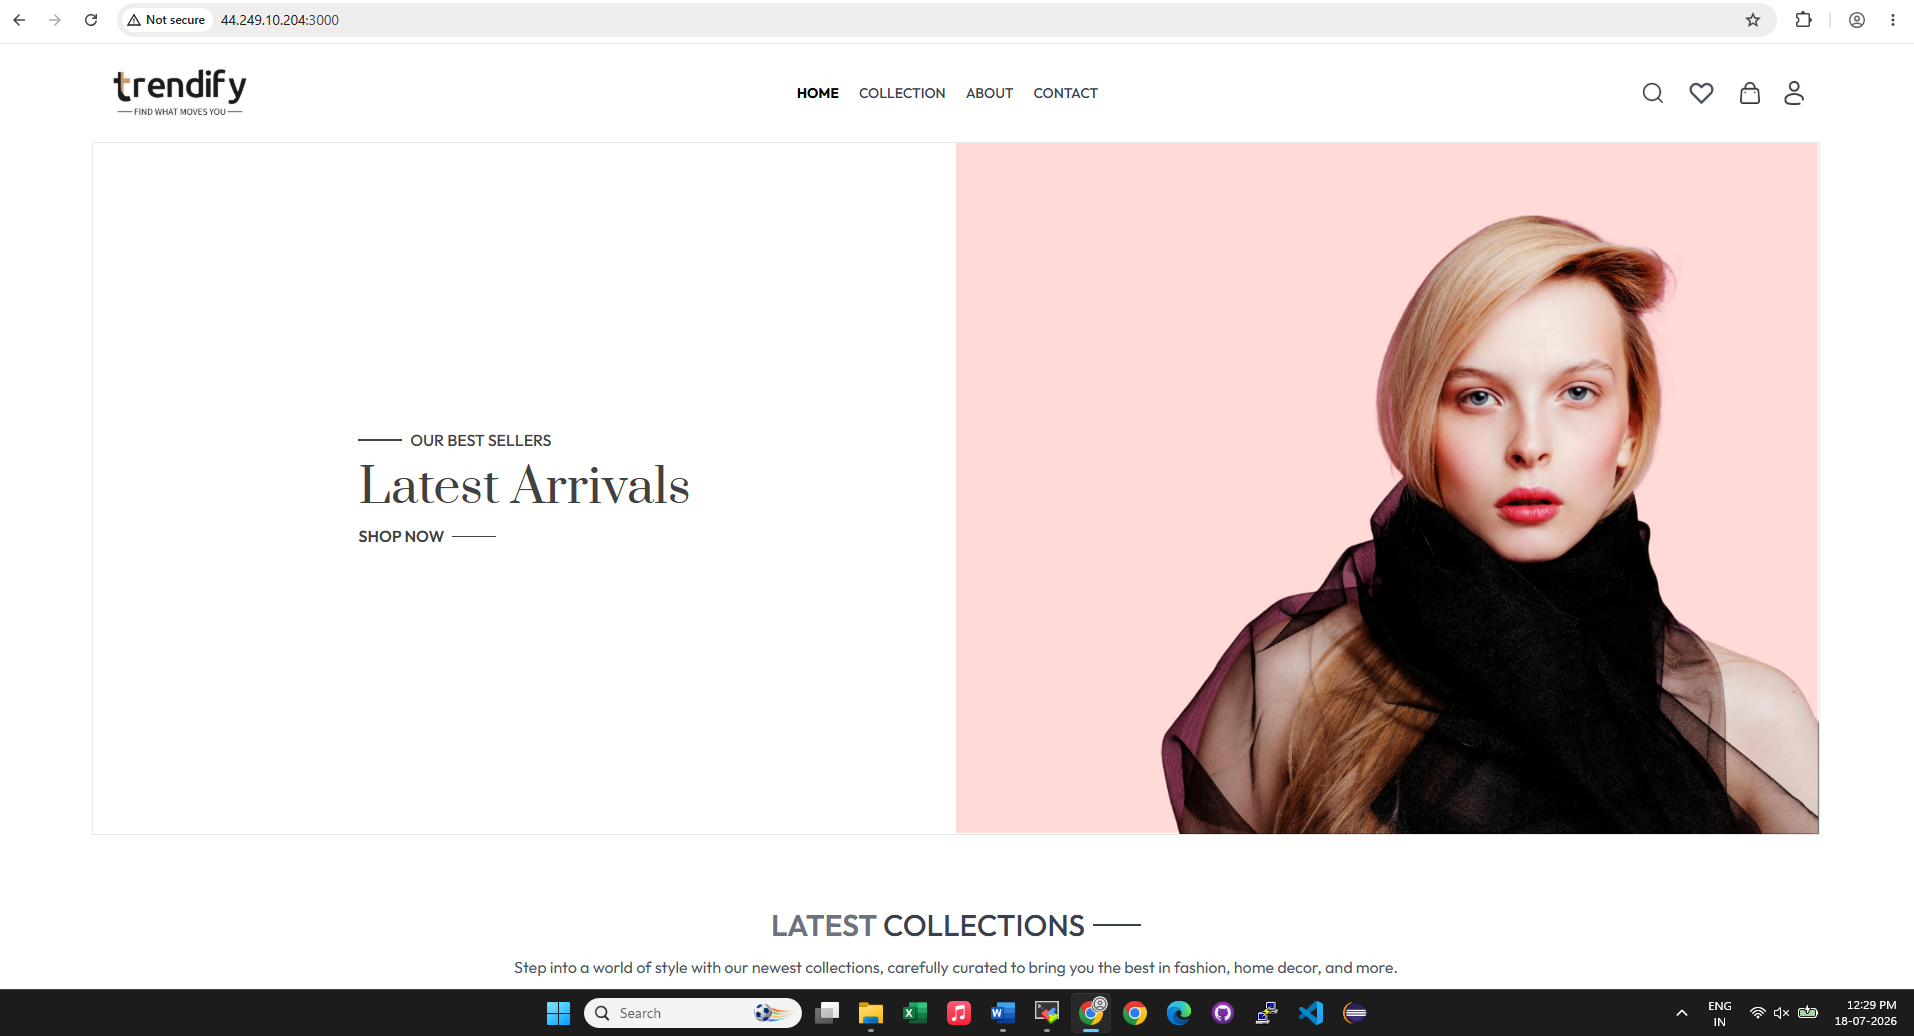 Not secure 44.249.10.204:3000
trendify
FIND WHAT MOVES YOU
HOME COLLECTION ABOUT CONTACT
OUR BEST SELLERS
Latest Arrivals
SHOP NOW
LATEST COLLECTIONS
Step into a world of style with our newest collections, carefully curated to bring you the best in fashion, home decor, and more.
Search
ENG
IN
12:29 PM
18-07-2026